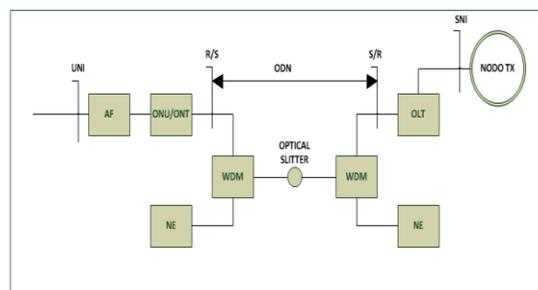 SNI
R/S
S/R
UNI
ODN
NODO TX
AF
ONU/ONT
OLT
OPTICAL
SLITTER
WDM
WDM
NE
NE